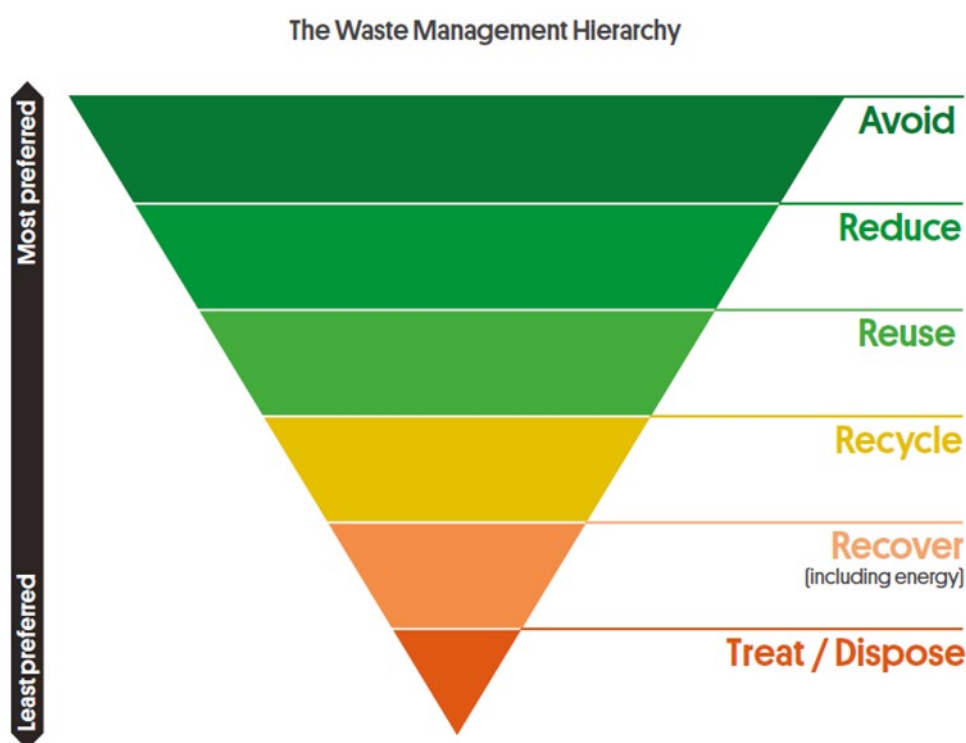 The Waste Management Hierarchy
Most preferred
Avoid
Reduce
Reuse
Recycle
Recover
(including energy)
Treat / Dispose
Least preferred